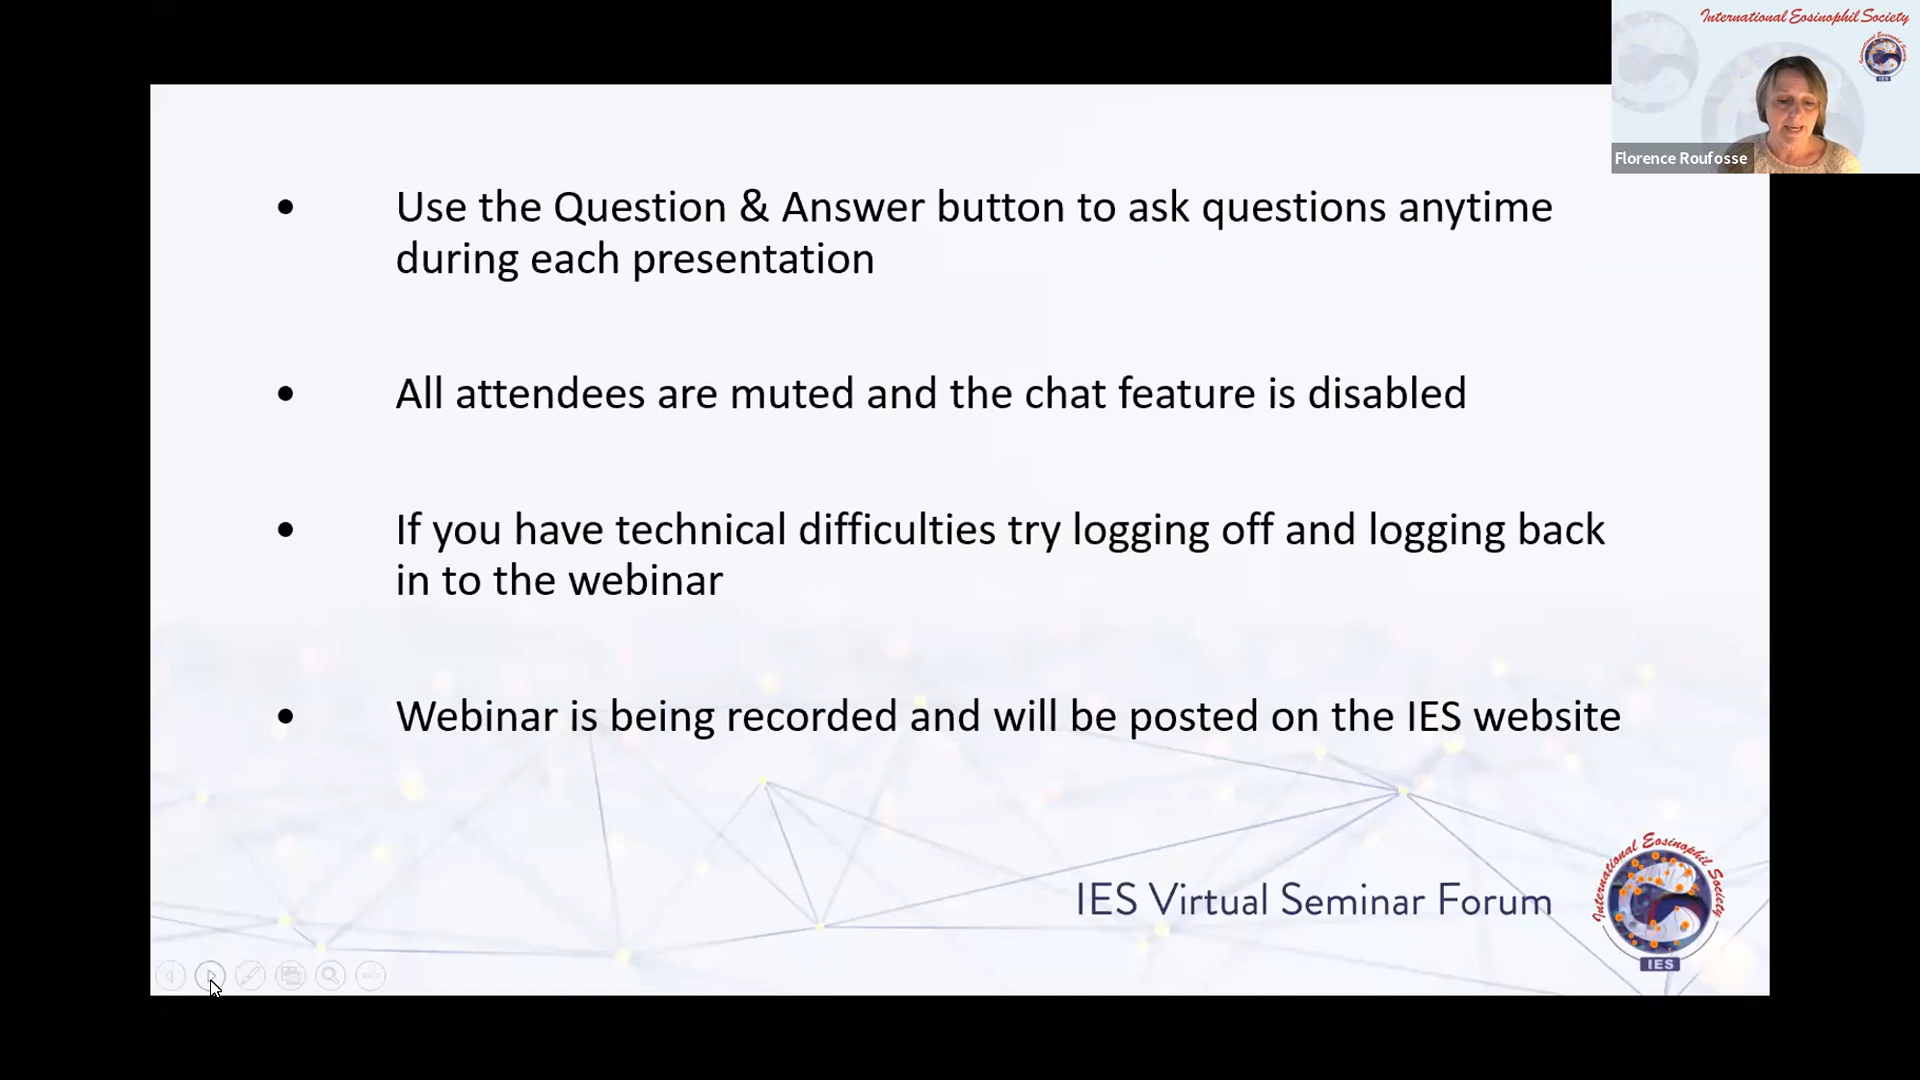 International Eosinophil Society
Florence Roufosse
• Use the Question & Answer button to ask questions anytime
during each presentation
• All attendees are muted and the chat feature is disabled
• If you have technical difficulties try logging off and logging back
in to the webinar
• Webinar is being recorded and will be posted on the IES website
IES Virtual Seminar Forum
International Eosinophil Society
IES